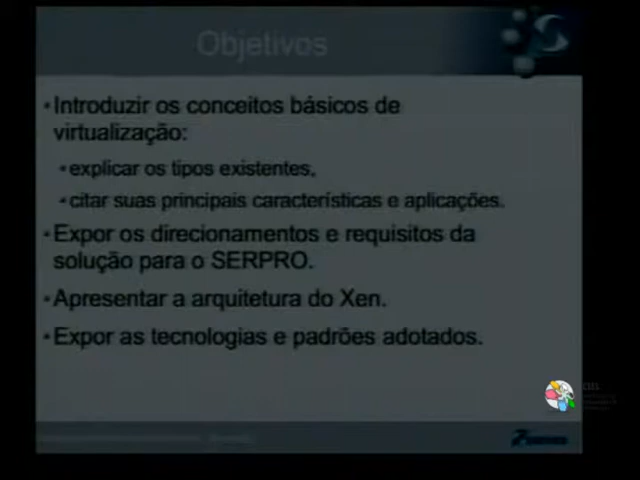 Objetivos
•Introduzir os conceitos básicos de
virtualização:
•explicar os tipos existentes,
•citar suas principais características e aplicações.
•Expor os direcionamentos e requisitos da
solução para o SERPRO.
•Apresentar a arquitetura do Xen.
•Expor as tecnologias e padrões adotados.